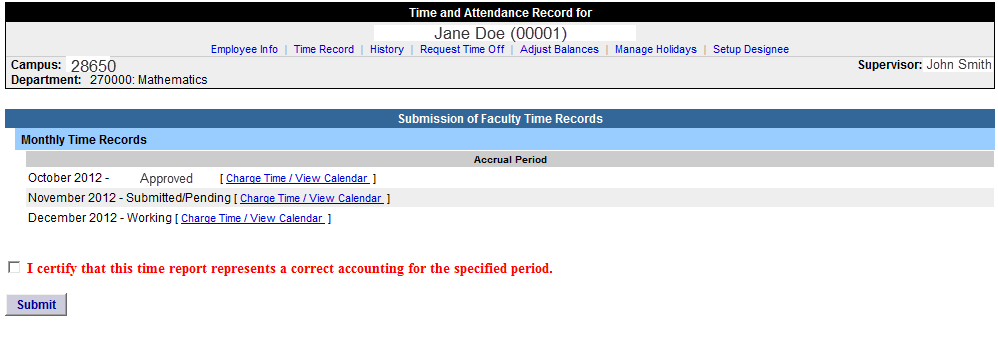 Time and Attendance Record for
Jane Doe (00001)
Employee Info | Time Record | History | Request Time Off | Adjust Balances | Manage Holidays | Setup Designee
Campus: 28650 Supervisor: John Smith
Department: 270000: Mathematics
Submission of Faculty Time Records
Monthly Time Records
Accrual Period
October 2012 - Approved [ Charge Time / View Calendar ]
November 2012 - Submitted/Pending [ Charge Time / View Calendar ]
December 2012 - Working [ Charge Time / View Calendar ]
I certify that this time report represents a correct accounting for the specified period.
Submit